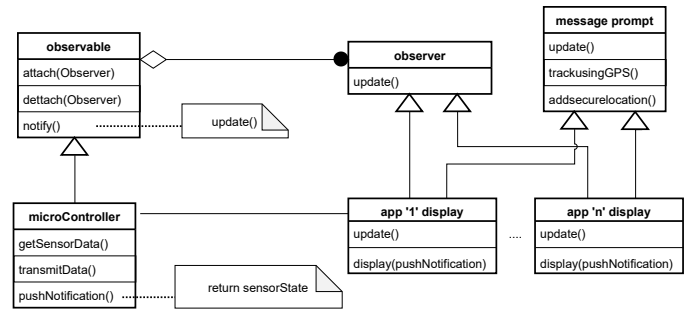 observable
attach(Observer)
dettach(Observer)
notify()
update()
observer
update()
message prompt
update()
trackusingGPS()
addsecurelocation()
microController
getSensorData()
transmitData()
pushNotification()
return sensorState
app '1' display
update()
display(pushNotification)
....
app 'n' display
update()
display(pushNotification)